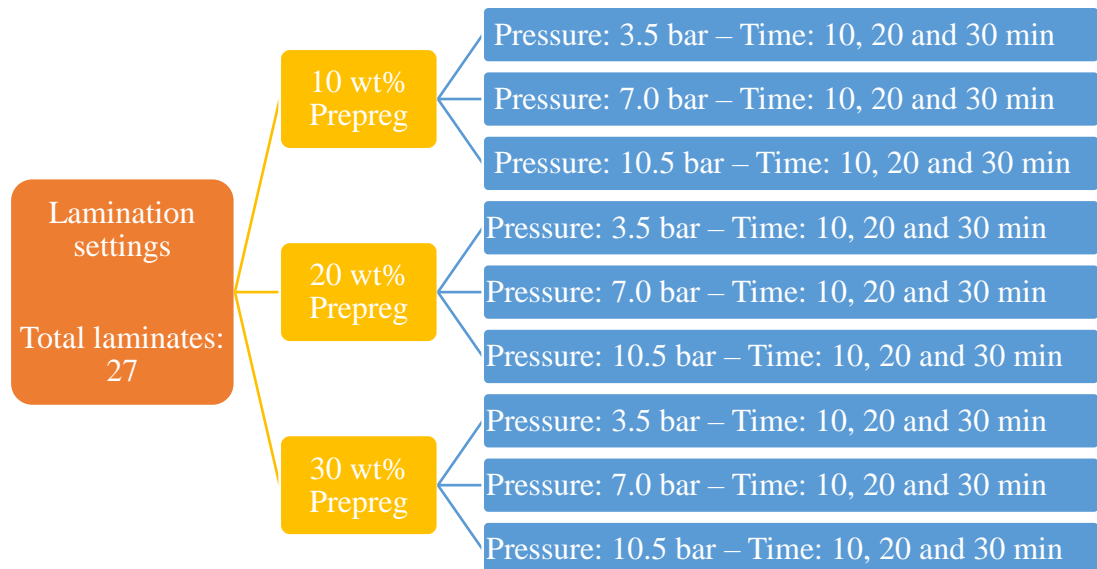 Lamination
settings
Total laminates:
27
10 wt%
Prepreg
Pressure: 3.5 bar – Time: 10, 20 and 30 min
Pressure: 7.0 bar – Time: 10, 20 and 30 min
Pressure: 10.5 bar – Time: 10, 20 and 30 min
20 wt%
Prepreg
Pressure: 3.5 bar – Time: 10, 20 and 30 min
Pressure: 7.0 bar – Time: 10, 20 and 30 min
Pressure: 10.5 bar – Time: 10, 20 and 30 min
30 wt%
Prepreg
Pressure: 3.5 bar – Time: 10, 20 and 30 min
Pressure: 7.0 bar – Time: 10, 20 and 30 min
Pressure: 10.5 bar – Time: 10, 20 and 30 min